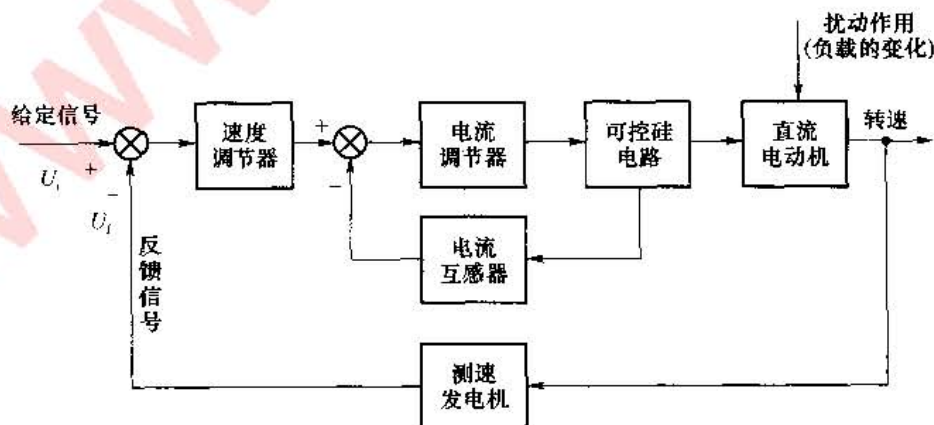 扰动作用
(负载的变化)
给定信号
速度
调节器
电流
调节器
可控硅
电路
直流
电动机
转速
+
−
+
−
U_i
U_f
反
馈
信
号
电流
互感器
测速
发电机